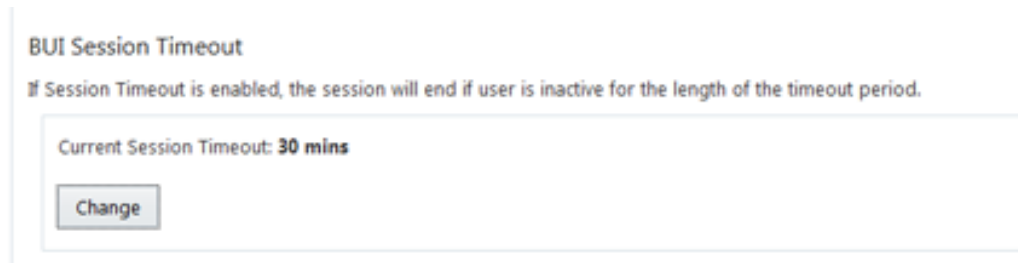 BUI Session Timeout
If Session Timeout is enabled, the session will end if user is inactive for the length of the timeout period.
Current Session Timeout: 30 mins
Change